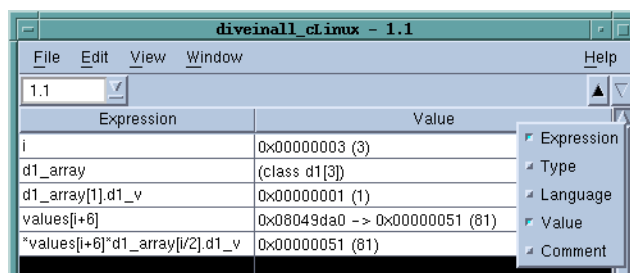 diveinall_cLinux - 1.1
File Edit View Window Help
1.1
Expression Value
i 0x00000003 (3)
d1_array (class d1[3])
d1_array[1].d1_v 0x00000001 (1)
values[i+6] 0x08049da0 -> 0x00000051 (81)
*values[i+6]*d1_array[i/2].d1_v 0x00000051 (81)
Expression
Type
Language
Value
Comment